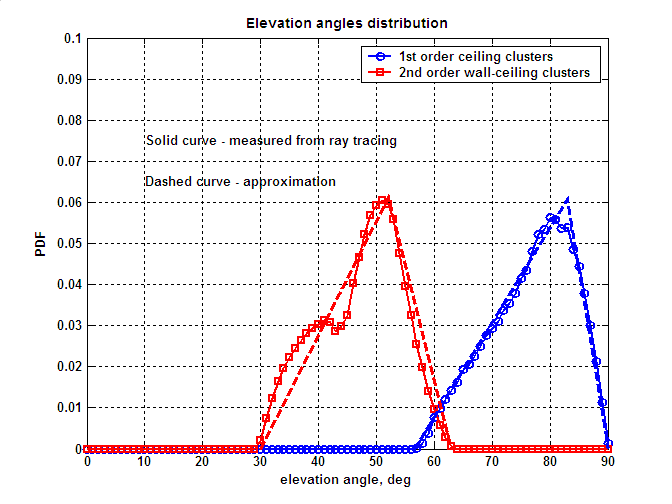 Elevation angles distribution
0.1
0.09
0.08
0.07
0.06
0.05
0.04
0.03
0.02
0.01
0
PDF
1st order ceiling clusters
2nd order wall-ceiling clusters
Solid curve - measured from ray tracing
Dashed curve - approximation
0 10 20 30 40 50 60 70 80 90
elevation angle, deg